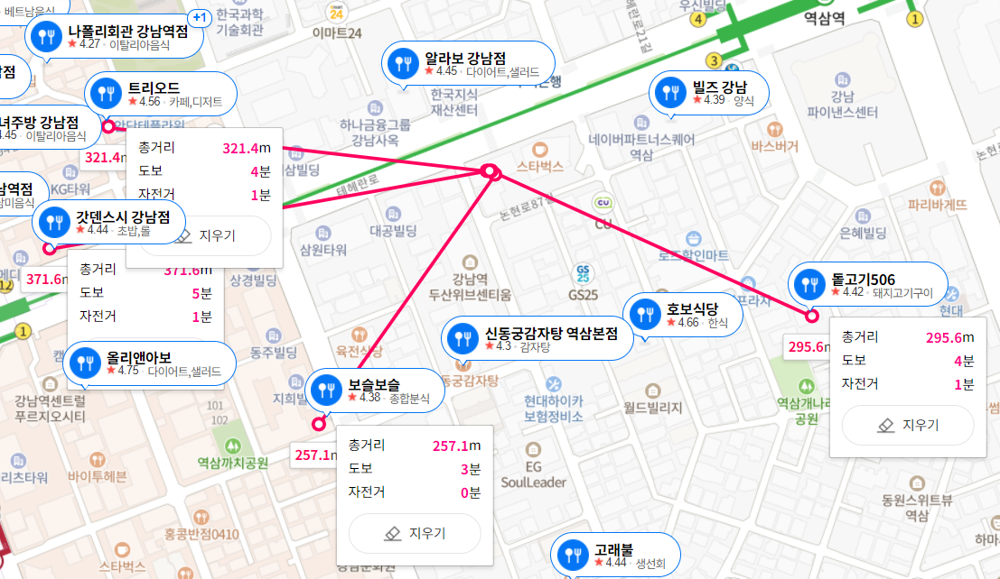 베트남음식
+1
나폴리회관 강남역점
★4.27 · 이탈리아음식
한국과학
기술회관
24
이마트24
우신빌딩
4
역삼역
1
3
알라보 강남점
★4.45 · 다이어트,샐러드
은행
한국지식
재산센터
빌즈 강남
★4.39 · 양식
강남
파이낸스센터
점
트리오드
★4.56 · 카페,디저트
하나금융그룹
강남사옥
네이버파트너스퀘어
역삼
바스버거
녀주방 강남점
4.45 · 이탈리아음식
321.4m
총거리 321.4m
도보 4분
자전거 1분
지우기
삼빌딩
테헤란로
스타벅스
논현로87길
CU
CU
파리바게뜨
은혜빌딩
남역점
남미음식
KG타워
갓덴스시 강남점
★4.44 · 초밥,롤
대공빌딩
삼원타워
로즈할인마트
371.6m
총거리 371.6m
도보 5분
자전거 1분
12
1
상경빌딩
강남역
두산위브센티움
GS25
GS25
돝고기506
★4.42 · 돼지고기구이
현대
호보식당
★4.66 · 한식
신동궁감자탕 역삼본점
★4.3 · 감자탕
동궁감자탕
295.6m
총거리 295.6m
도보 4분
자전거 1분
지우기
올리앤아보
★4.75 · 다이어트,샐러드
동주빌딩
육전식당
보슬보슬
★4.38 · 종합분식
지희빌
강남역센트럴
푸르지오시티
101
102
현대하이카
보험정비소
월드빌리지
역삼개나리
공원
257.1m
총거리 257.1m
도보 3분
자전거 0분
지우기
역삼까치공원
리츠타워
바이투헤븐
EG
SoulLeader
동원스위트뷰
역삼
홍콩반점0410
스타벅스
고래불
★4.44 · 생선회
하마